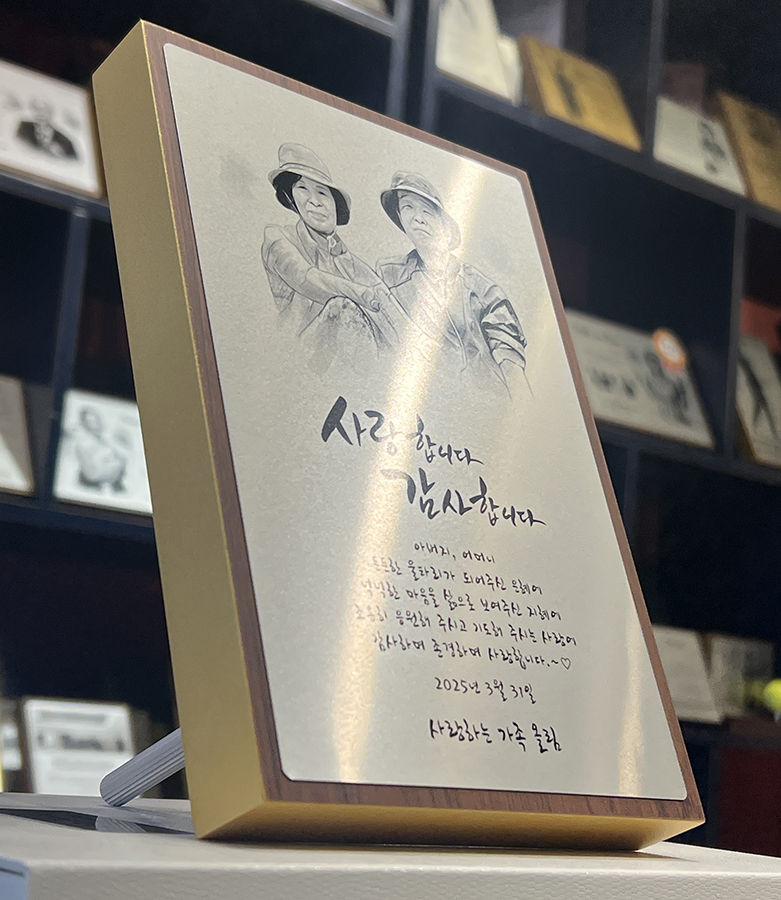 사랑합니다
감사합니다
아버지, 어머니
든든한 울타리가 되어주신 은혜에
넉넉한 마음을 삶으로 보여주신 지혜에
조용히 응원해 주시고 기도해 주시는 사랑에
감사하며 존경하며 사랑합니다.~♡
2025년 3월 31일
사랑하는 가족 올림